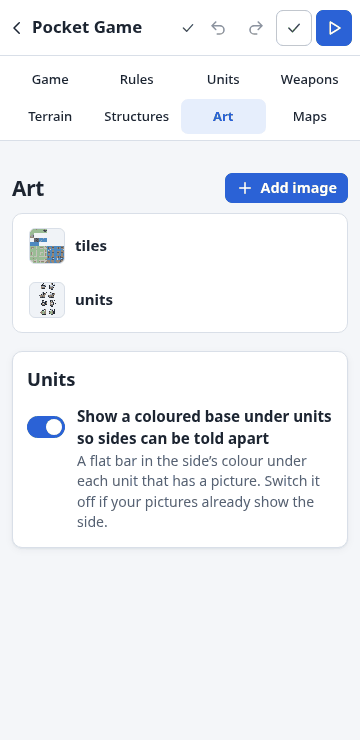 Pocket Game
Game Rules Units Weapons
Terrain Structures Art Maps
Art
Add image
tiles
units
Units
Show a coloured base under units
so sides can be told apart
A flat bar in the side’s colour under
each unit that has a picture. Switch it
off if your pictures already show the
side.